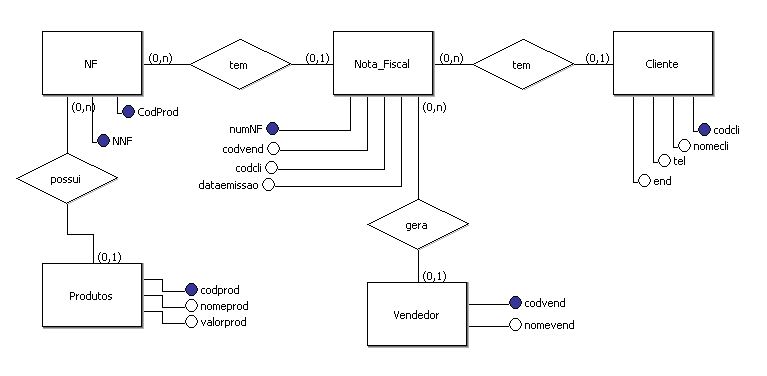 NF
(0,n)
tem
(0,1)
Nota_Fiscal
(0,n)
tem
(0,1)
Cliente
(0,n)
CodProd
NNF
numNF
codvend
codcli
dataemissao
(0,n)
codcli
nomecli
tel
end
possui
gera
(0,1)
(0,1)
Produtos
codprod
nomeprod
valorprod
Vendedor
codvend
nomevend